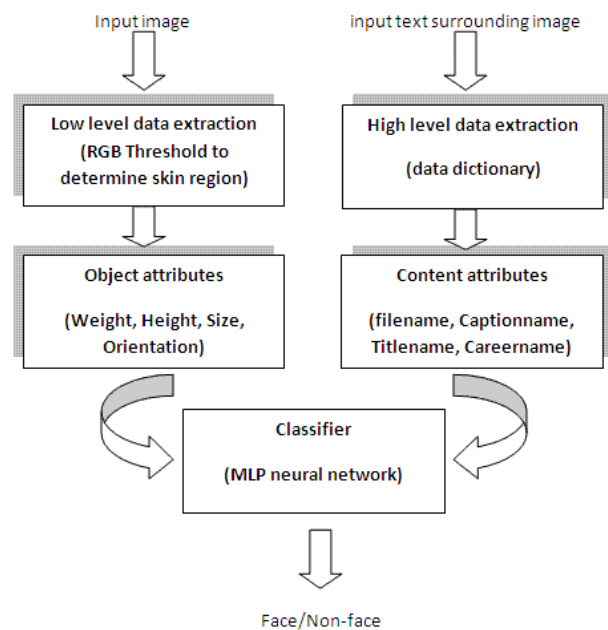 Input image
input text surrounding image
Low level data extraction
(RGB Threshold to
determine skin region)
High level data extraction
(data dictionary)
Object attributes
(Weight, Height, Size,
Orientation)
Content attributes
(filename, Captionname,
Titlename, Careername)
Classifier
(MLP neural network)
Face/Non-face